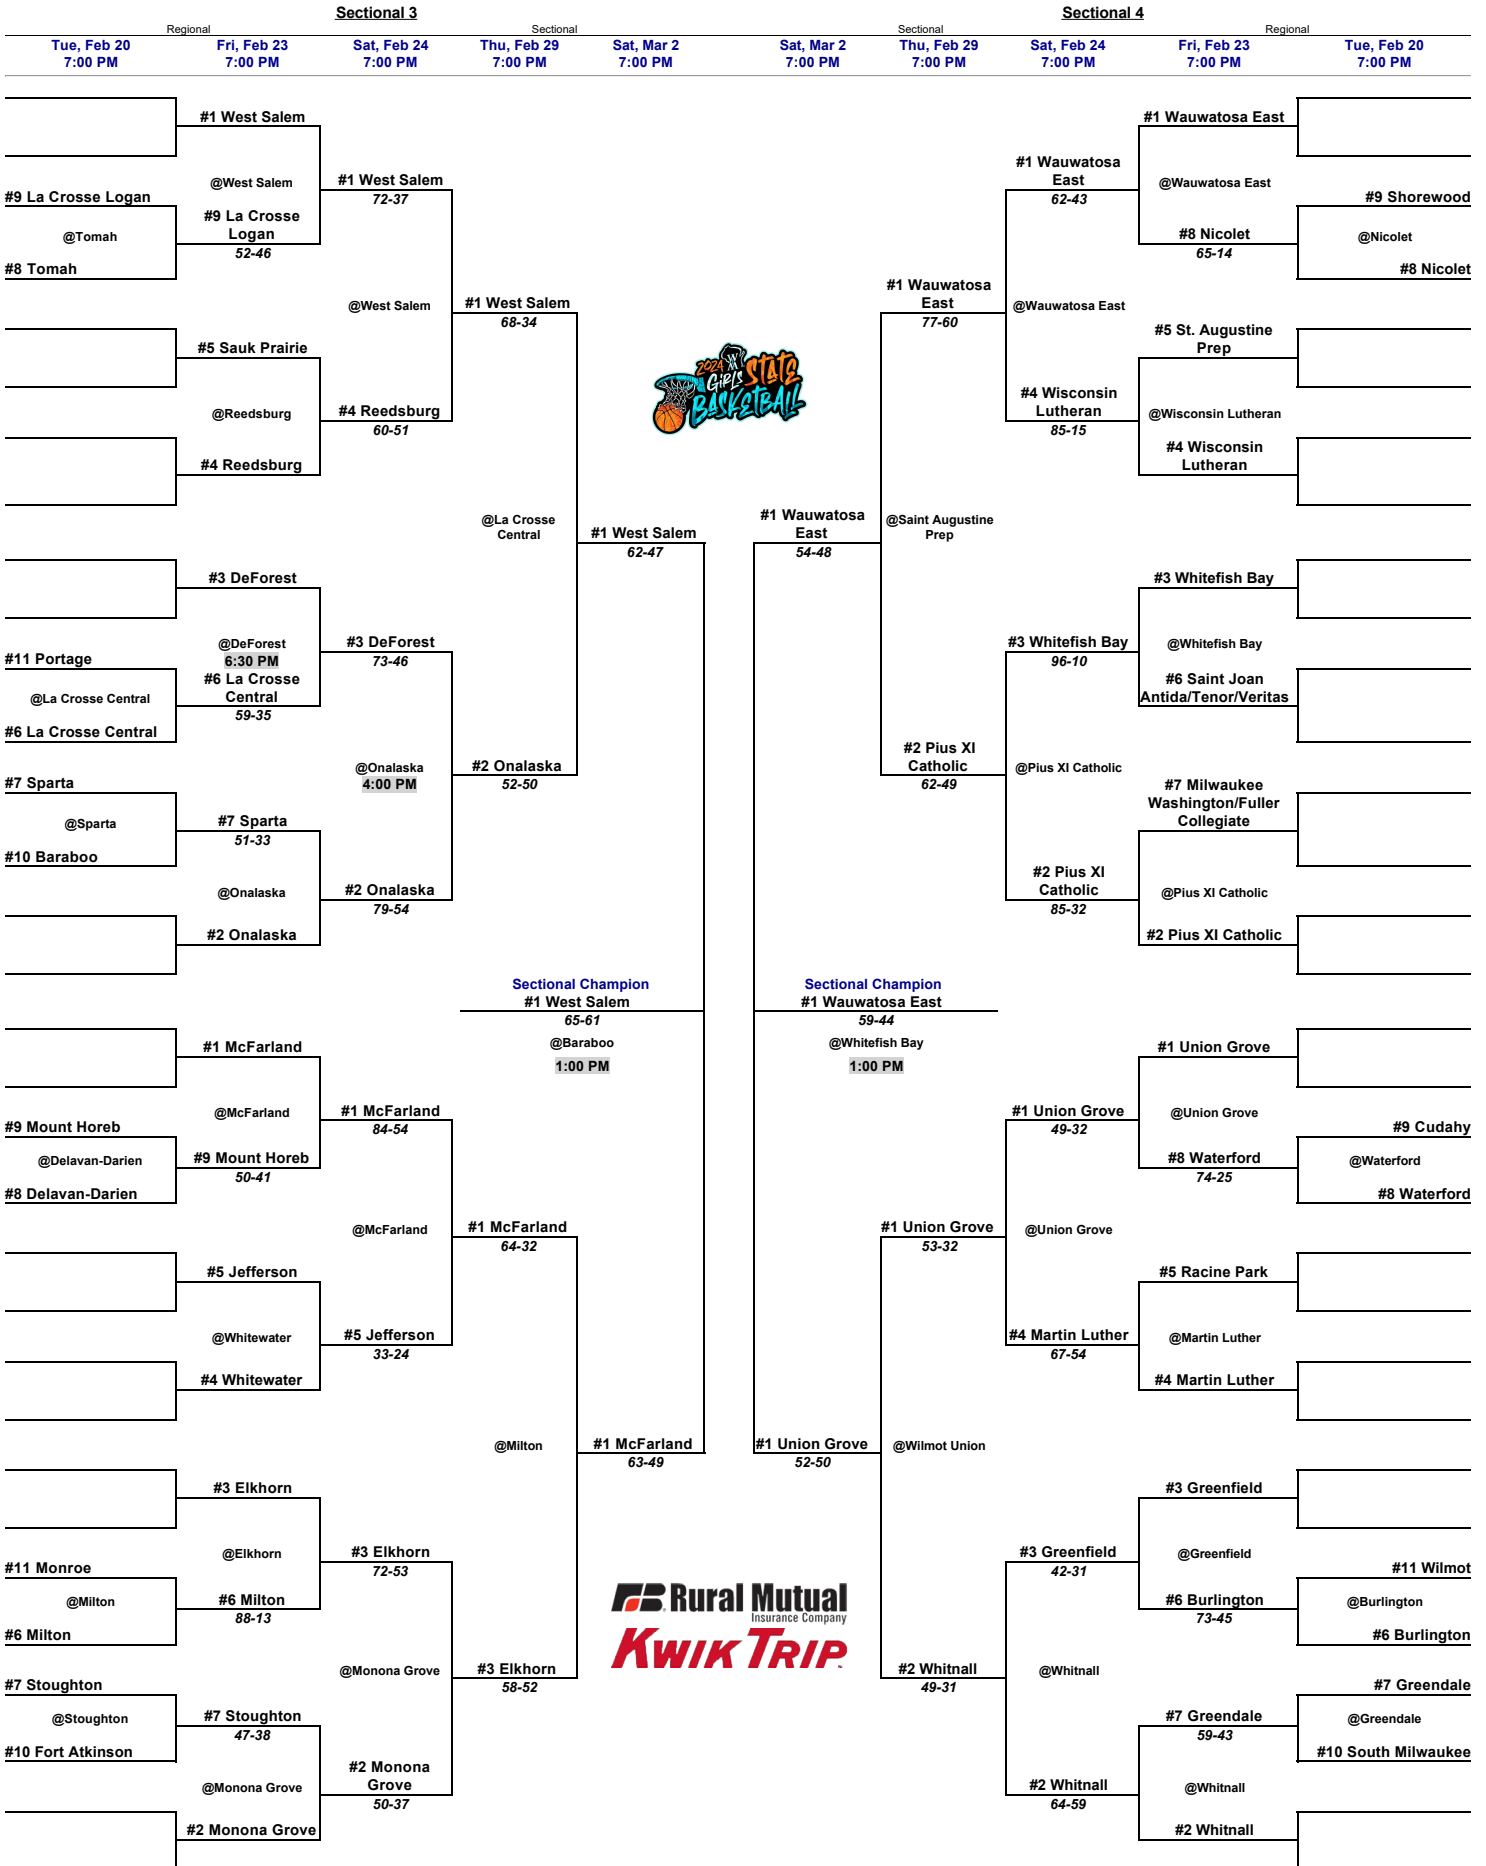 Sectional 3
Sectional 4
Regional
Sectional
Sectional
Regional
Tue, Feb 20
7:00 PM
Fri, Feb 23
7:00 PM
Sat, Feb 24
7:00 PM
Thu, Feb 29
7:00 PM
Sat, Mar 2
7:00 PM
Sat, Mar 2
7:00 PM
Thu, Feb 29
7:00 PM
Sat, Feb 24
7:00 PM
Fri, Feb 23
7:00 PM
Tue, Feb 20
7:00 PM
#9 La Crosse Logan
@Tomah
#8 Tomah
#11 Portage
@La Crosse Central
#6 La Crosse Central
#7 Sparta
@Sparta
#10 Baraboo
#9 Mount Horeb
@Delavan-Darien
#8 Delavan-Darien
#11 Monroe
@Milton
#6 Milton
#7 Stoughton
@Stoughton
#10 Fort Atkinson
#1 West Salem
@West Salem
#9 La Crosse
Logan
52-46
#5 Sauk Prairie
@Reedsburg
#4 Reedsburg
#3 DeForest
@DeForest
6:30 PM
#6 La Crosse
Central
59-35
#7 Sparta
51-33
@Onalaska
#2 Onalaska
#1 McFarland
@McFarland
#9 Mount Horeb
50-41
#5 Jefferson
@Whitewater
#4 Whitewater
#3 Elkhorn
@Elkhorn
#6 Milton
88-13
#7 Stoughton
47-38
@Monona Grove
#2 Monona Grove
#1 West Salem
72-37
@West Salem
#4 Reedsburg
60-51
#3 DeForest
73-46
@Onalaska
4:00 PM
#2 Onalaska
79-54
#1 McFarland
84-54
@McFarland
#5 Jefferson
33-24
#3 Elkhorn
72-53
@Monona Grove
#2 Monona
Grove
50-37
#1 West Salem
68-34
@La Crosse
Central
#2 Onalaska
52-50
#1 McFarland
64-32
@Milton
#3 Elkhorn
58-52
#1 West Salem
62-47
Sectional Champion
#1 West Salem
65-61
@Baraboo
1:00 PM
#1 McFarland
63-49
2024
GIRLS STATE
BASKETBALL
Rural Mutual
Insurance Company
KWIK TRIP
#1 Wauwatosa
East
54-48
Sectional Champion
#1 Wauwatosa East
59-44
@Whitefish Bay
1:00 PM
#1 Union Grove
52-50
#1 Wauwatosa
East
77-60
@Saint Augustine
Prep
#2 Pius XI
Catholic
62-49
#1 Union Grove
53-32
@Wilmot Union
#2 Whitnall
49-31
#1 Wauwatosa
East
62-43
@Wauwatosa East
#4 Wisconsin
Lutheran
85-15
#3 Whitefish Bay
96-10
@Pius XI Catholic
#2 Pius XI
Catholic
85-32
#1 Union Grove
49-32
@Union Grove
#4 Martin Luther
67-54
#3 Greenfield
42-31
@Whitnall
#2 Whitnall
64-59
#1 Wauwatosa East
@Wauwatosa East
#8 Nicolet
65-14
#5 St. Augustine
Prep
@Wisconsin Lutheran
#4 Wisconsin
Lutheran
#3 Whitefish Bay
@Whitefish Bay
#6 Saint Joan
Antida/Tenor/Veritas
#7 Milwaukee
Washington/Fuller
Collegiate
@Pius XI Catholic
#2 Pius XI Catholic
#1 Union Grove
@Union Grove
#8 Waterford
74-25
#5 Racine Park
@Martin Luther
#4 Martin Luther
#3 Greenfield
@Greenfield
#6 Burlington
73-45
#7 Greendale
59-43
@Whitnall
#2 Whitnall
#9 Shorewood
@Nicolet
#8 Nicolet
#9 Cudahy
@Waterford
#8 Waterford
#11 Wilmot
@Burlington
#6 Burlington
#7 Greendale
@Greendale
#10 South Milwaukee